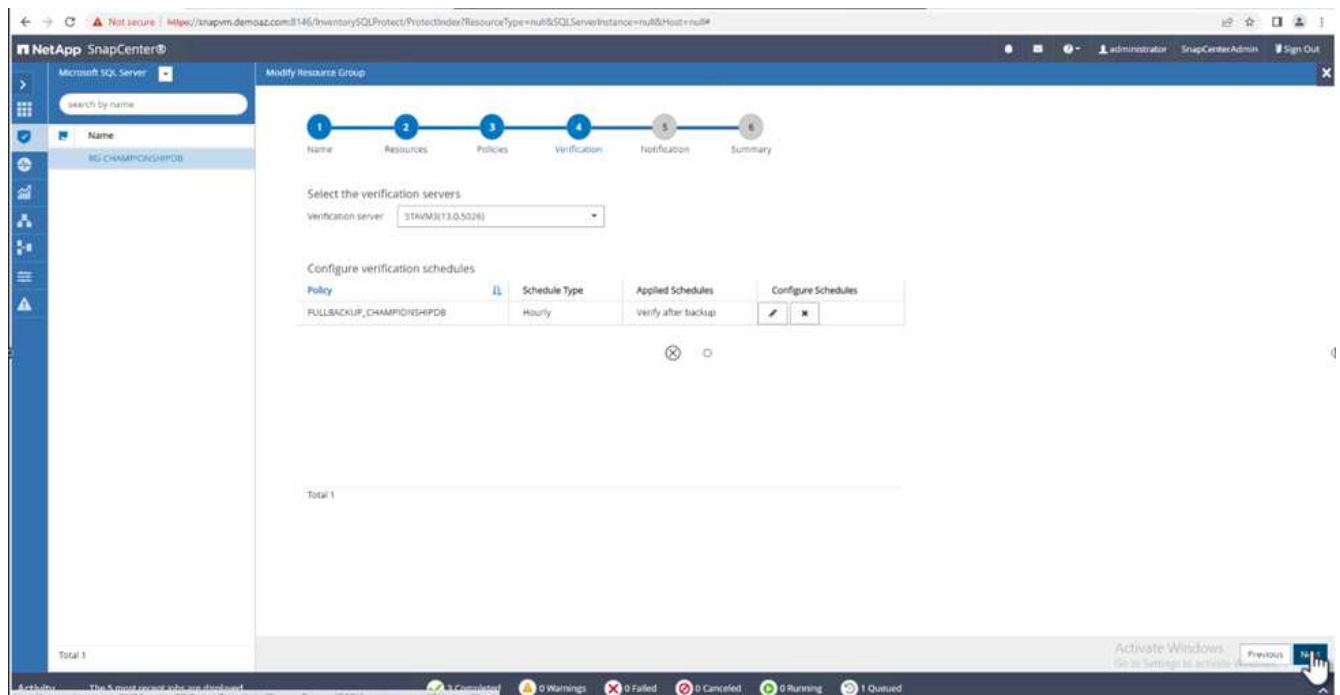 Not secure | https://snapvm.demoaz.com:8146/InventorySQLProtect/ProtectIndex?ResourceType=null&SQLServerInstance=null&Host=null#
NetApp SnapCenter®
administrator SnapCenterAdmin Sign Out
Microsoft SQL Server
Modify Resource Group
search by name
Name
RG-CHAMPIONSHIPDB
1 2 3 4 5 6
Name Resources Policies Verification Notification Summary
Select the verification servers
Verification server STAVM3(13.0.5026)
Configure verification schedules
Policy Schedule Type Applied Schedules Configure Schedules
FULLBACKUP_CHAMPIONSHIPDB Hourly Verify after backup
Total 1
Total 1
Activate Windows
Go to Settings to activate
Previous
Activity The 5 most recent jobs are displayed 3 Completed 0 Warnings 0 Failed 0 Canceled 0 Running 1 Queued